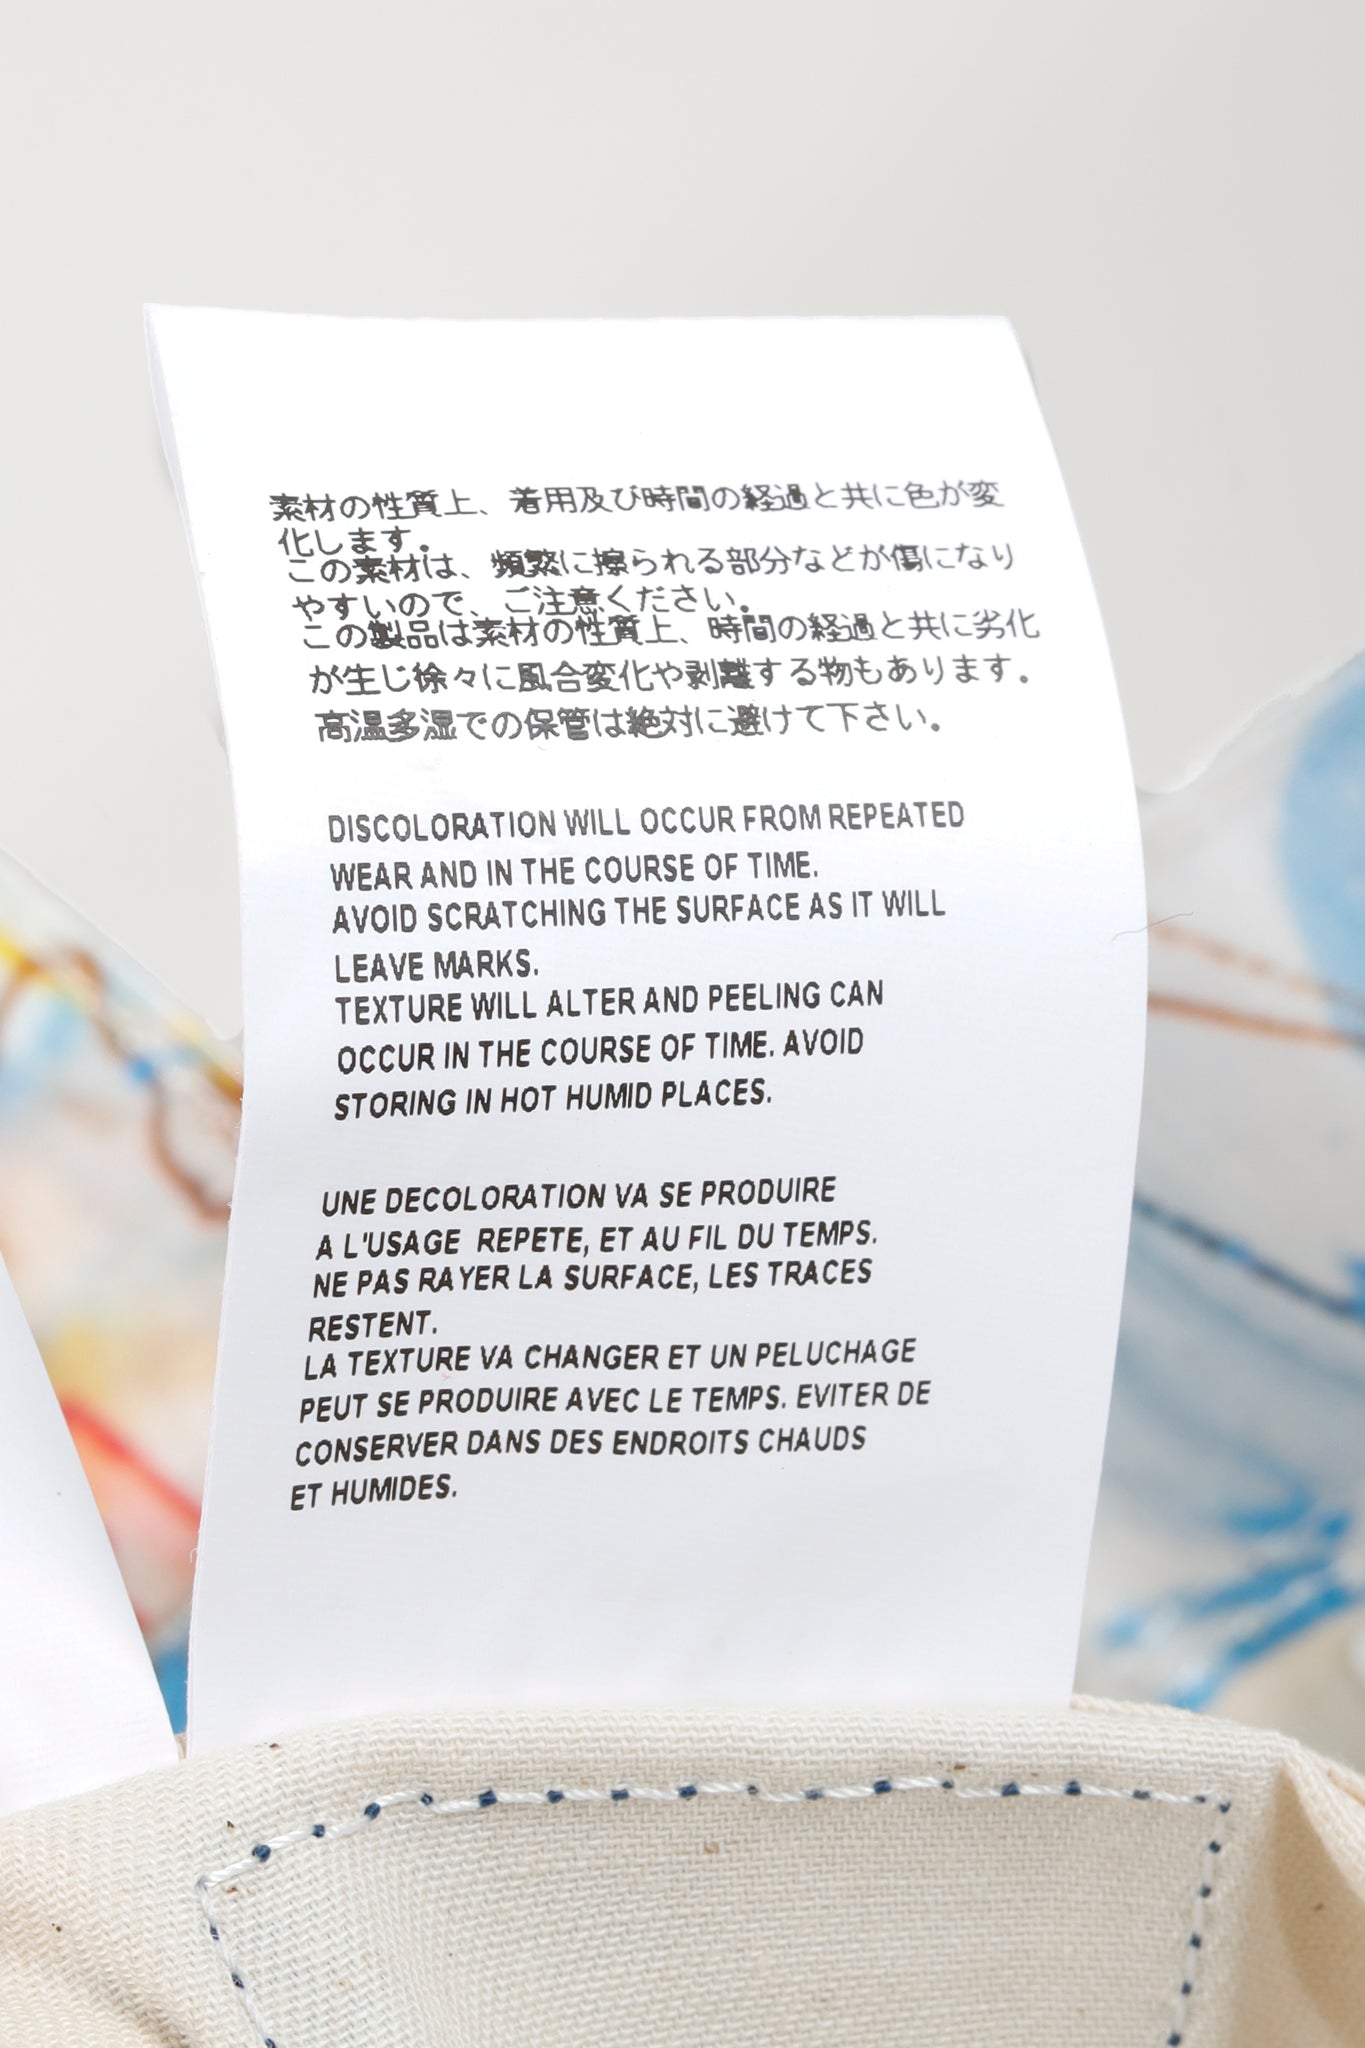 素材の性質上、着用及び時間の経過と共に色が変
化します。
この素材は、頻繁に擦られる部分などが傷になり
やすいので、ご注意ください。
この製品は素材の性質上、時間の経過と共に劣化
が生じ徐々に風合変化や剥離する物もあります。
高温多湿での保管は絶対に避けて下さい。
DISCOLORATION WILL OCCUR FROM REPEATED
WEAR AND IN THE COURSE OF TIME.
AVOID SCRATCHING THE SURFACE AS IT WILL
LEAVE MARKS.
TEXTURE WILL ALTER AND PEELING CAN
OCCUR IN THE COURSE OF TIME. AVOID
STORING IN HOT HUMID PLACES.
UNE DECOLORATION VA SE PRODUIRE
A L'USAGE REPETE, ET AU FIL DU TEMPS.
NE PAS RAYER LA SURFACE, LES TRACES
RESTENT.
LA TEXTURE VA CHANGER ET UN PELUCHAGE
PEUT SE PRODUIRE AVEC LE TEMPS. EVITER DE
CONSERVER DANS DES ENDROITS CHAUDS
ET HUMIDES.